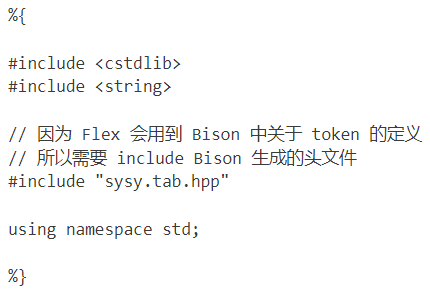 %{
#include <cstdlib>
#include <string>
// 因为 Flex 会用到 Bison 中关于 token 的定义
// 所以需要 include Bison 生成的头文件
#include "sysy.tab.hpp"
using namespace std;
%}